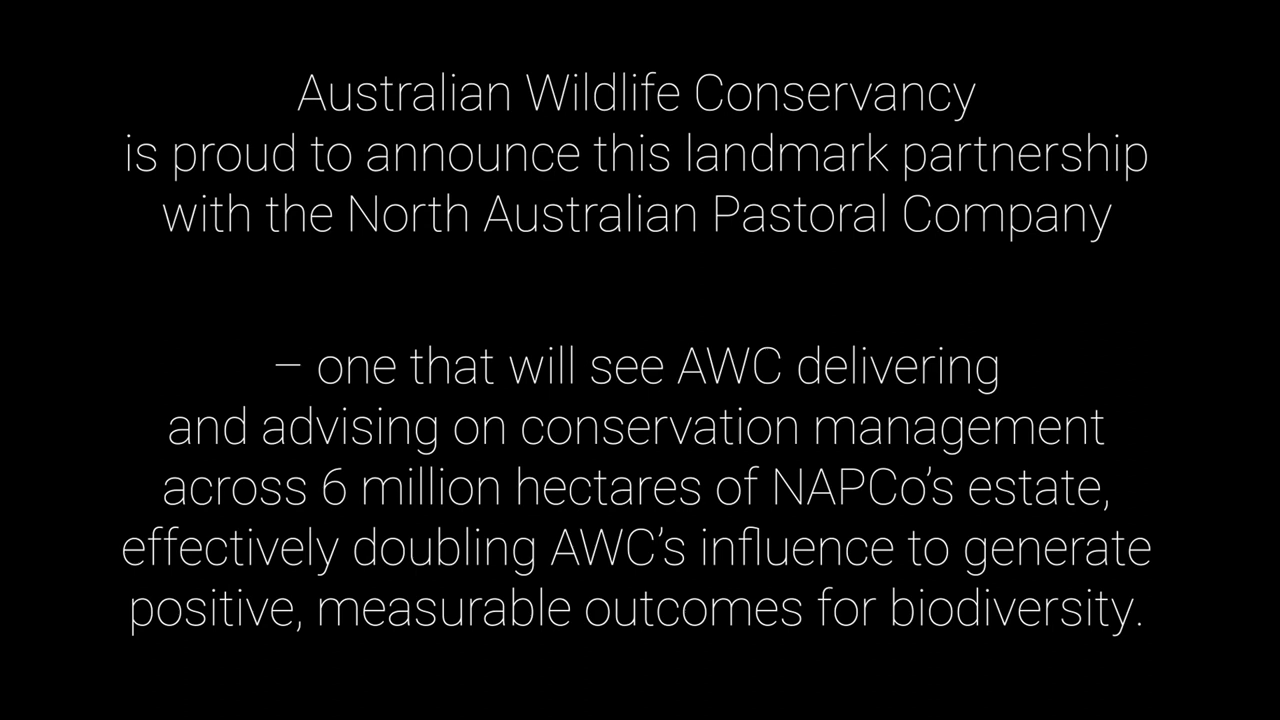 Australian Wildlife Conservancy
is proud to announce this landmark partnership
with the North Australian Pastoral Company
– one that will see AWC delivering
and advising on conservation management
across 6 million hectares of NAPCo’s estate,
effectively doubling AWC’s influence to generate
positive, measurable outcomes for biodiversity.